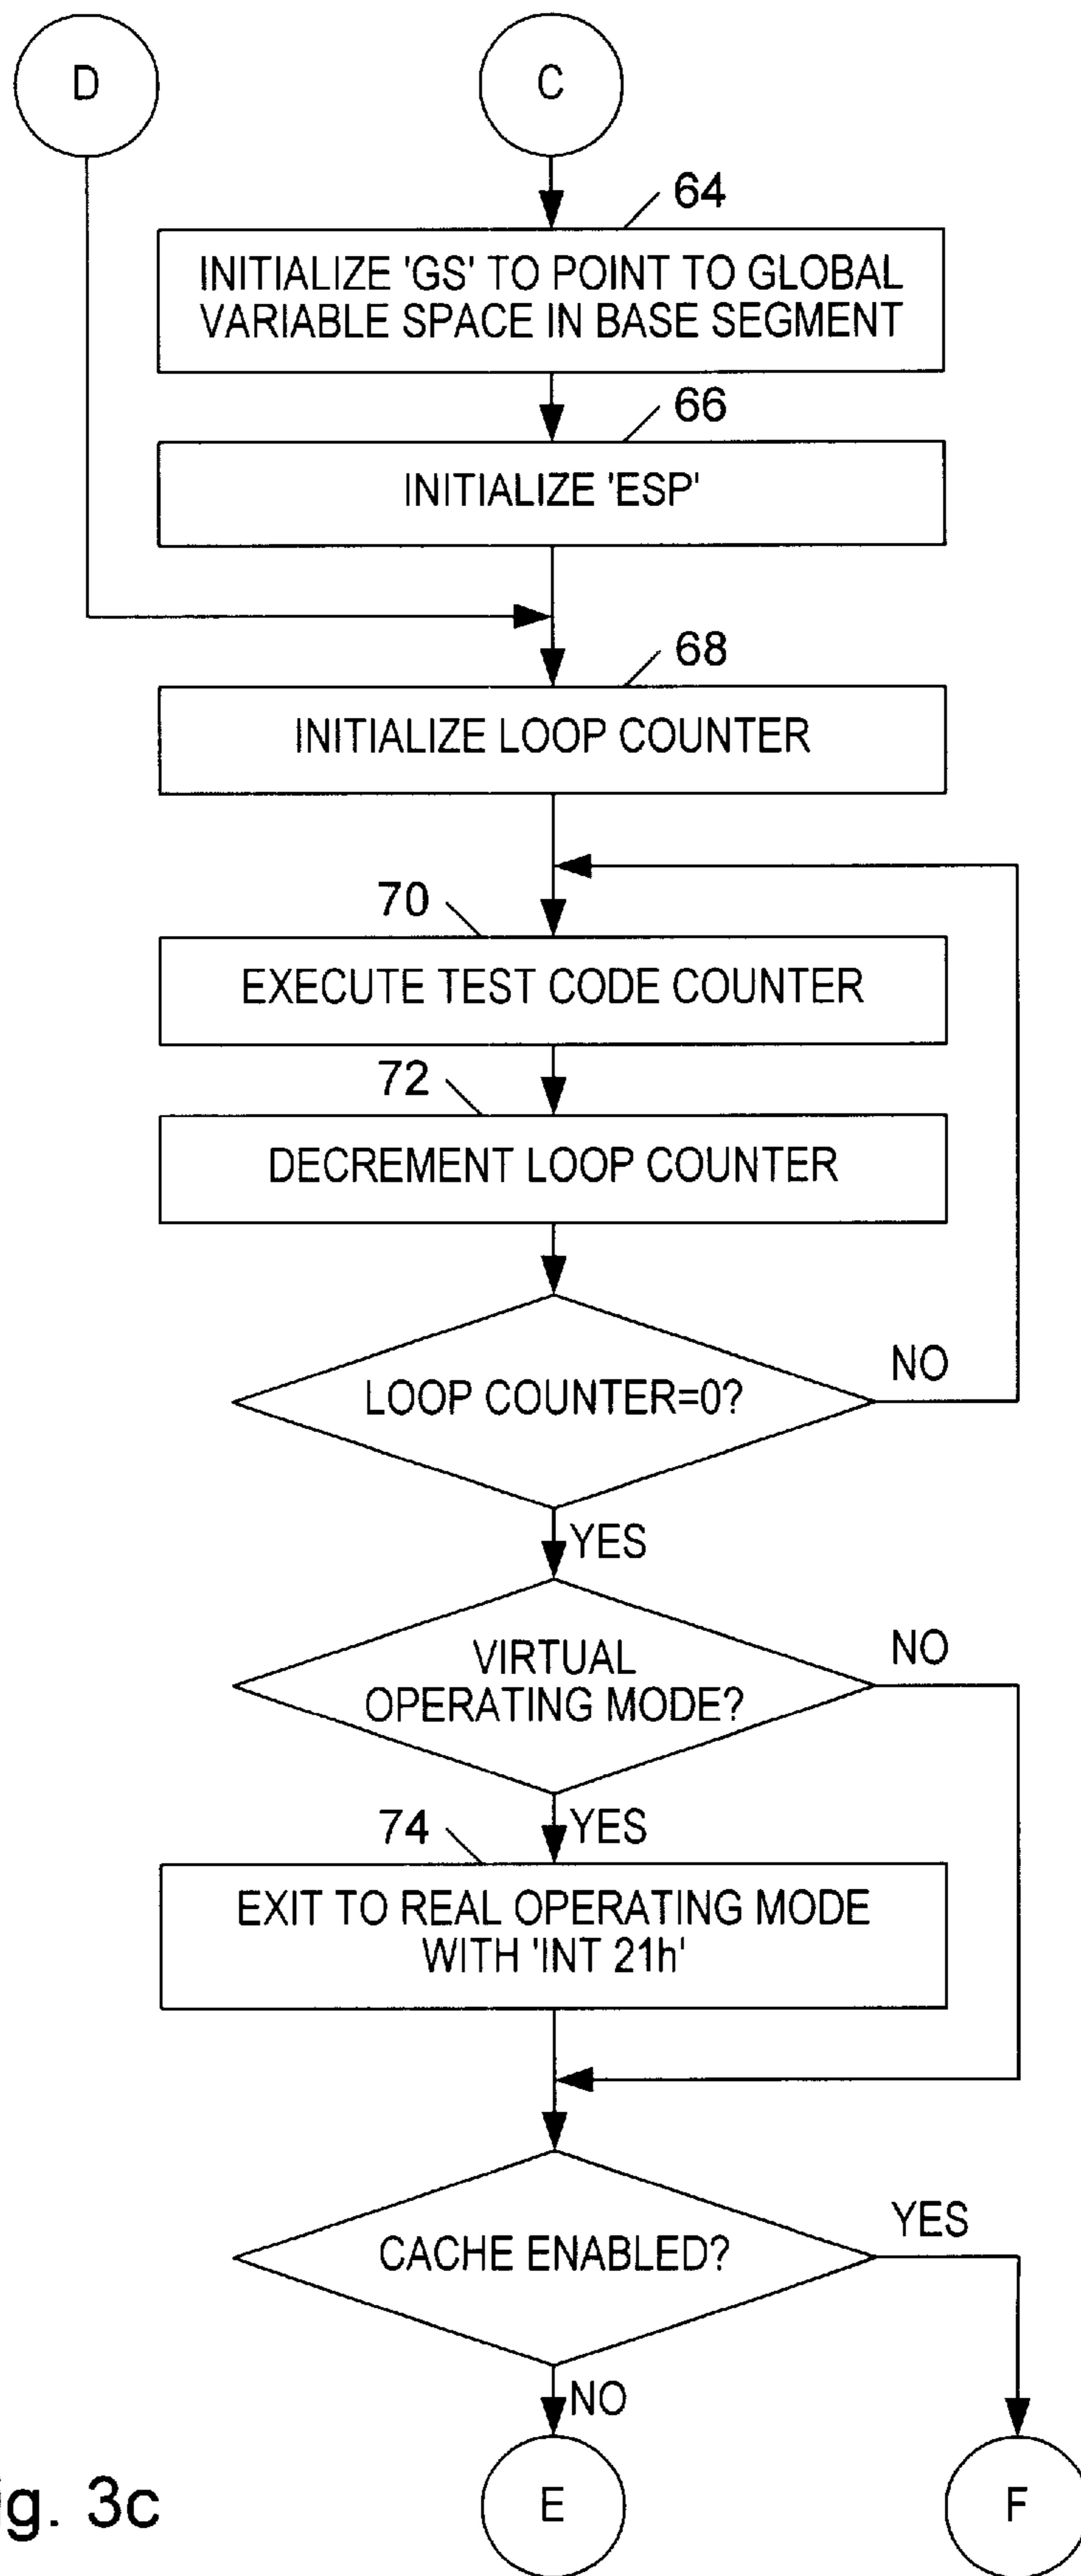 D
C
64
INITIALIZE 'GS' TO POINT TO GLOBAL
VARIABLE SPACE IN BASE SEGMENT
66
INITIALIZE 'ESP'
68
INITIALIZE LOOP COUNTER
70
EXECUTE TEST CODE COUNTER
72
DECREMENT LOOP COUNTER
LOOP COUNTER=0?
NO
YES
VIRTUAL
OPERATING MODE?
NO
YES
74
EXIT TO REAL OPERATING MODE
WITH 'INT 21h'
CACHE ENABLED?
YES
NO
E
F
g. 3c